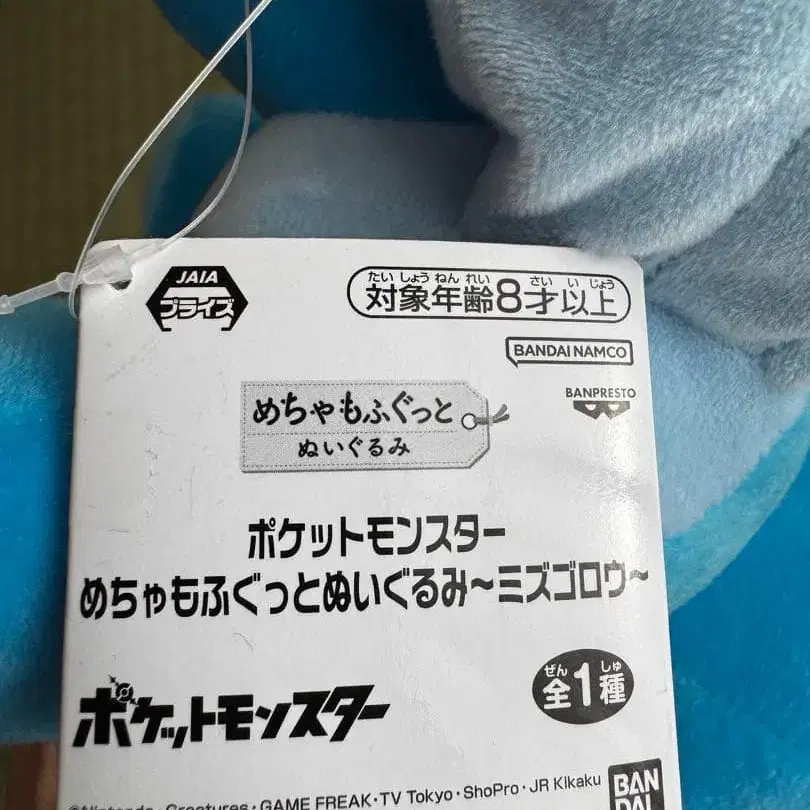 JAIA
プライズ
たいしょうねんれい さいいじょう
対象年齢8才以上
BANDAI NAMCO
BANPRESTO
めちゃもふぐっと
ぬいぐるみ
ポケットモンスター
めちゃもふぐっとぬいぐるみ~ミズゴロウ~
ぜん しゅ
全1種
ポケットモンスター
©Nintendo・Creatures・GAME FREAK・TV Tokyo・ShoPro・JR Kikaku
BAN
DAI